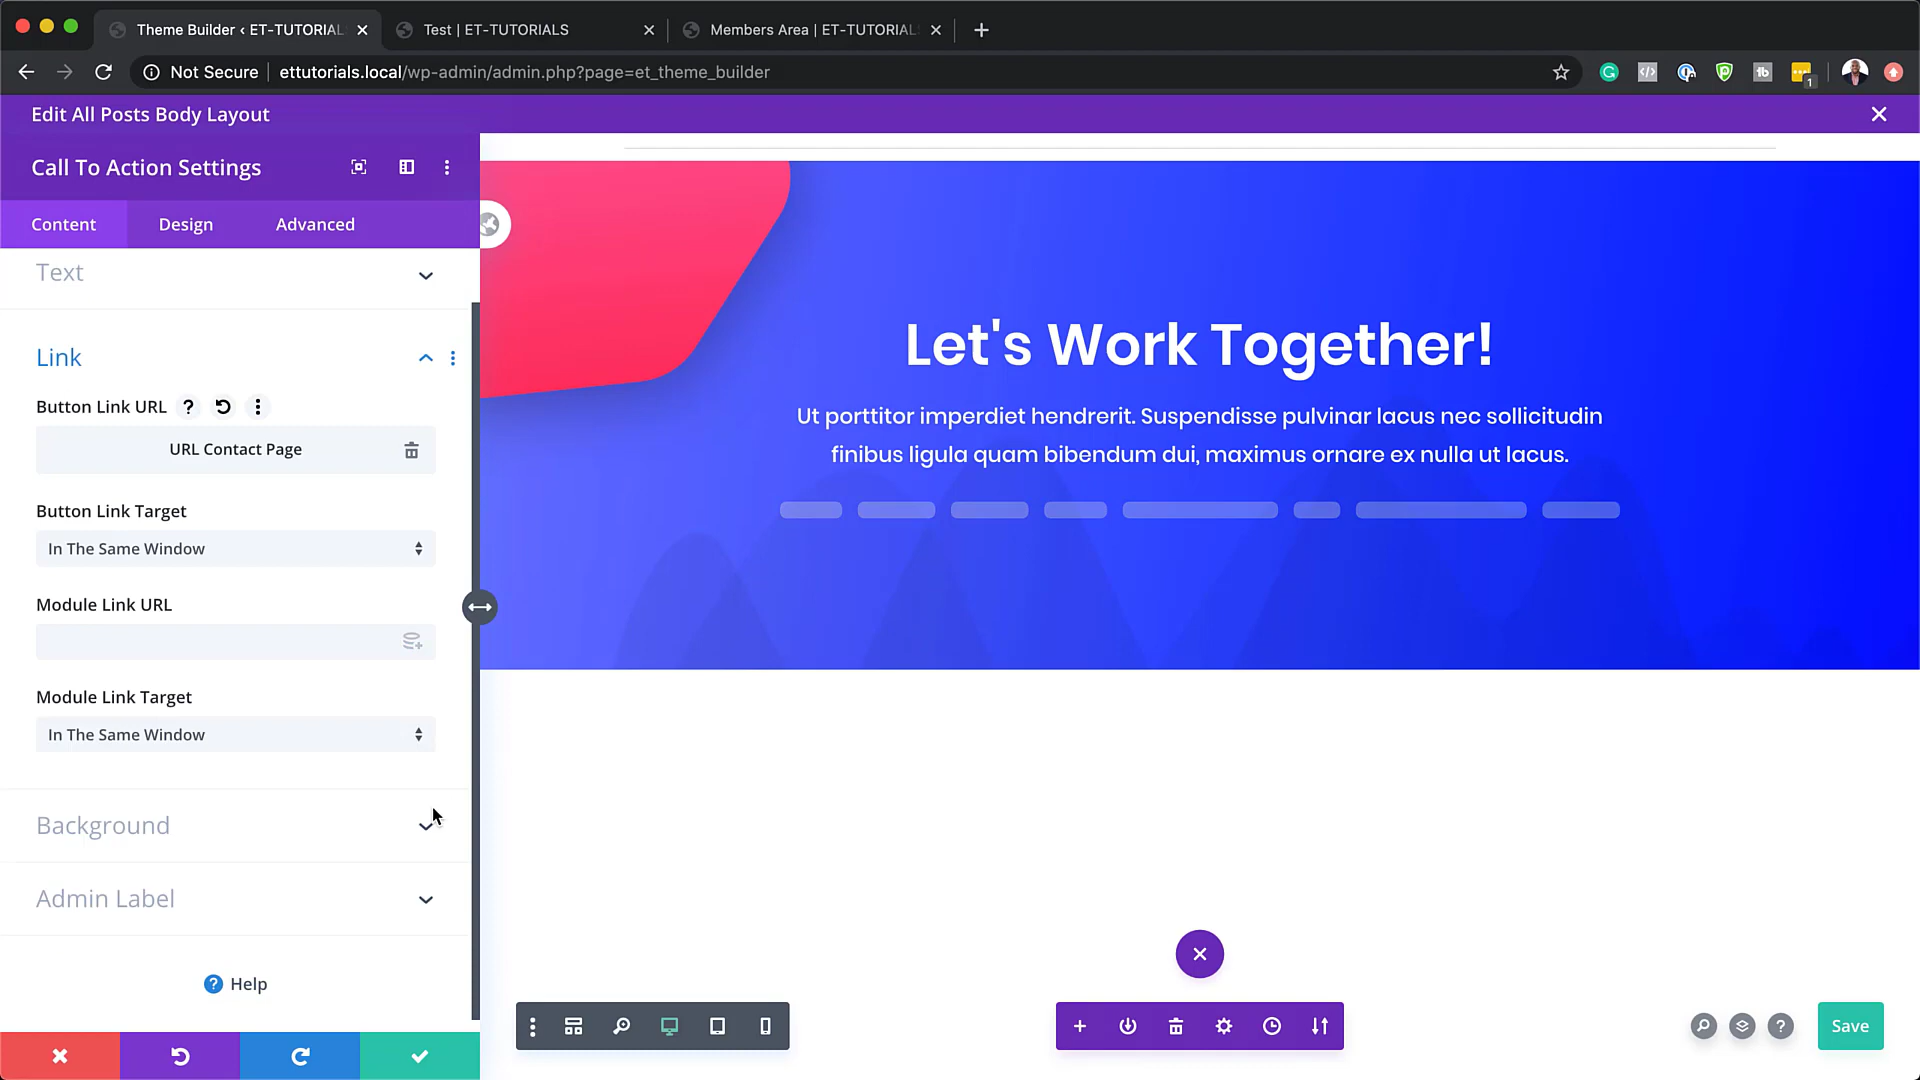 Theme Builder ‹ ET-TUTORIAL
Test | ET-TUTORIALS
Members Area | ET-TUTORIAL
Not Secure
ettutorials.local/wp-admin/admin.php?page=et_theme_builder
1
Edit All Posts Body Layout
Call To Action Settings
Content
Design
Advanced
Text
Link
Button Link URL
URL Contact Page
Button Link Target
In The Same Window
Module Link URL
Module Link Target
In The Same Window
Background
Admin Label
Help
Let's Work Together!
Ut porttitor imperdiet hendrerit. Suspendisse pulvinar lacus nec sollicitudin
finibus ligula quam bibendum dui, maximus ornare ex nulla ut lacus.
Save